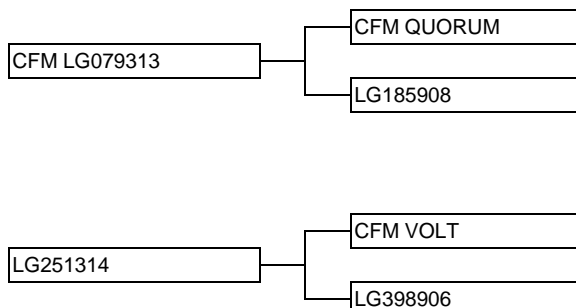 CFM QUORUM
CFM LG079313
LG185908
CFM VOLT
LG251314
LG398906